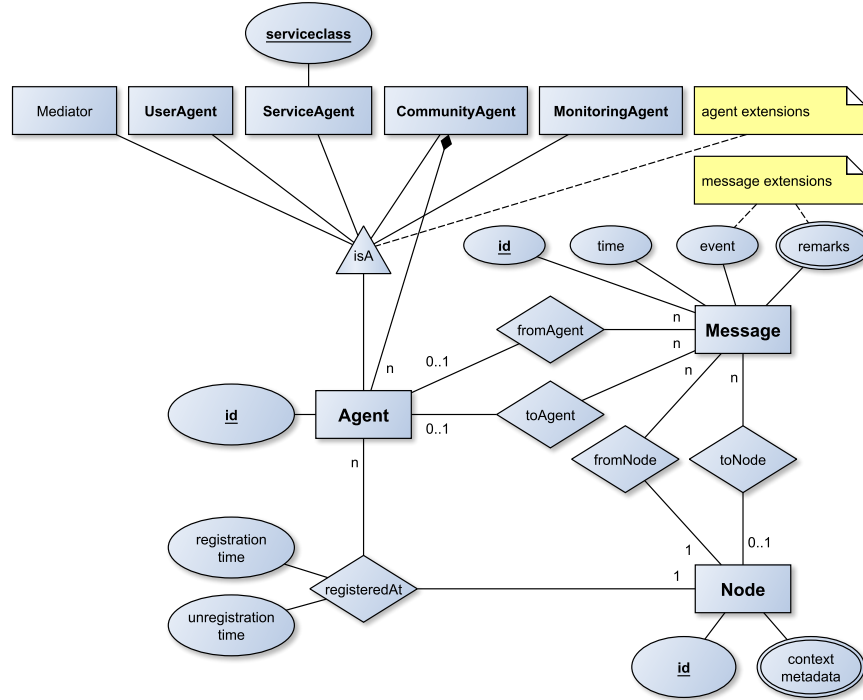 serviceclass
Mediator
UserAgent
ServiceAgent
CommunityAgent
MonitoringAgent
agent extensions
message extensions
isA
id
time
event
remarks
fromAgent
n
Message
n
0..1
n
n
n
id
Agent
0..1
toAgent
n
fromNode
toNode
registration
time
1
0..1
registeredAt
1
Node
unregistration
time
id
context
metadata